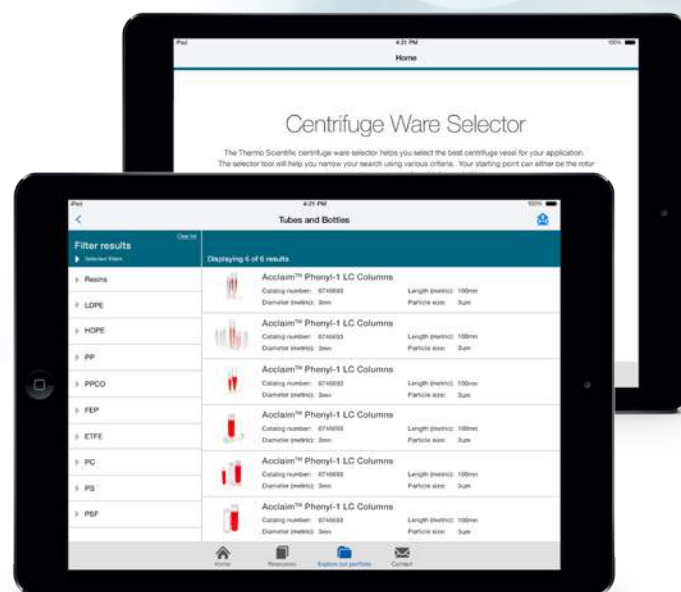 iPad
4:21 PM
100%
Home
Centrifuge Ware Selector
The Thermo Scientific centrifuge ware selector helps you select the best centrifuge vesel for your application.
The selector tool will help you narrow your search using various criteria. Your starting point can either be the rotor
iPad
4:21 PM
100%
Tubes and Bottles
Filter results
Clear list
Selected filters
Resins
LDPE
HDPE
PP
PPCO
FEP
ETFE
PC
PS
PSF
Displaying 6 of 6 results
Acclaim™ Phenyl-1 LC Columns
Catalog number: 0746693 Length (metric): 100mm
Diameter (metric): 3mm Particle size: 3µm
Acclaim™ Phenyl-1 LC Columns
Catalog number: 0746693 Length (metric): 100mm
Diameter (metric): 3mm Particle size: 3µm
Acclaim™ Phenyl-1 LC Columns
Catalog number: 0746693 Length (metric): 100mm
Diameter (metric): 3mm Particle size: 3µm
Acclaim™ Phenyl-1 LC Columns
Catalog number: 0746693 Length (metric): 100mm
Diameter (metric): 3mm Particle size: 3µm
Acclaim™ Phenyl-1 LC Columns
Catalog number: 0746693 Length (metric): 100mm
Diameter (metric): 3mm Particle size: 3µm
Acclaim™ Phenyl-1 LC Columns
Catalog number: 0746693 Length (metric): 100mm
Diameter (metric): 3mm Particle size: 3µm
Home Resources Explore our portfolio Contact